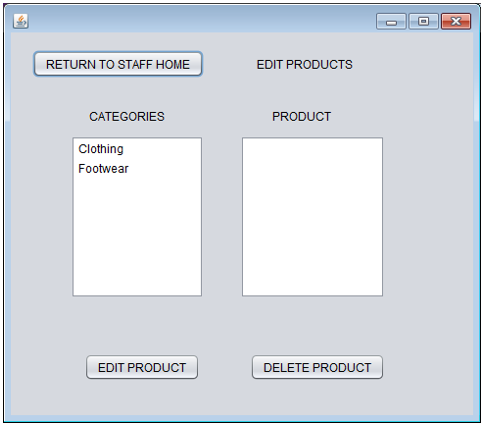 RETURN TO STAFF HOME
EDIT PRODUCTS
CATEGORIES
PRODUCT
Clothing
Footwear
EDIT PRODUCT
DELETE PRODUCT